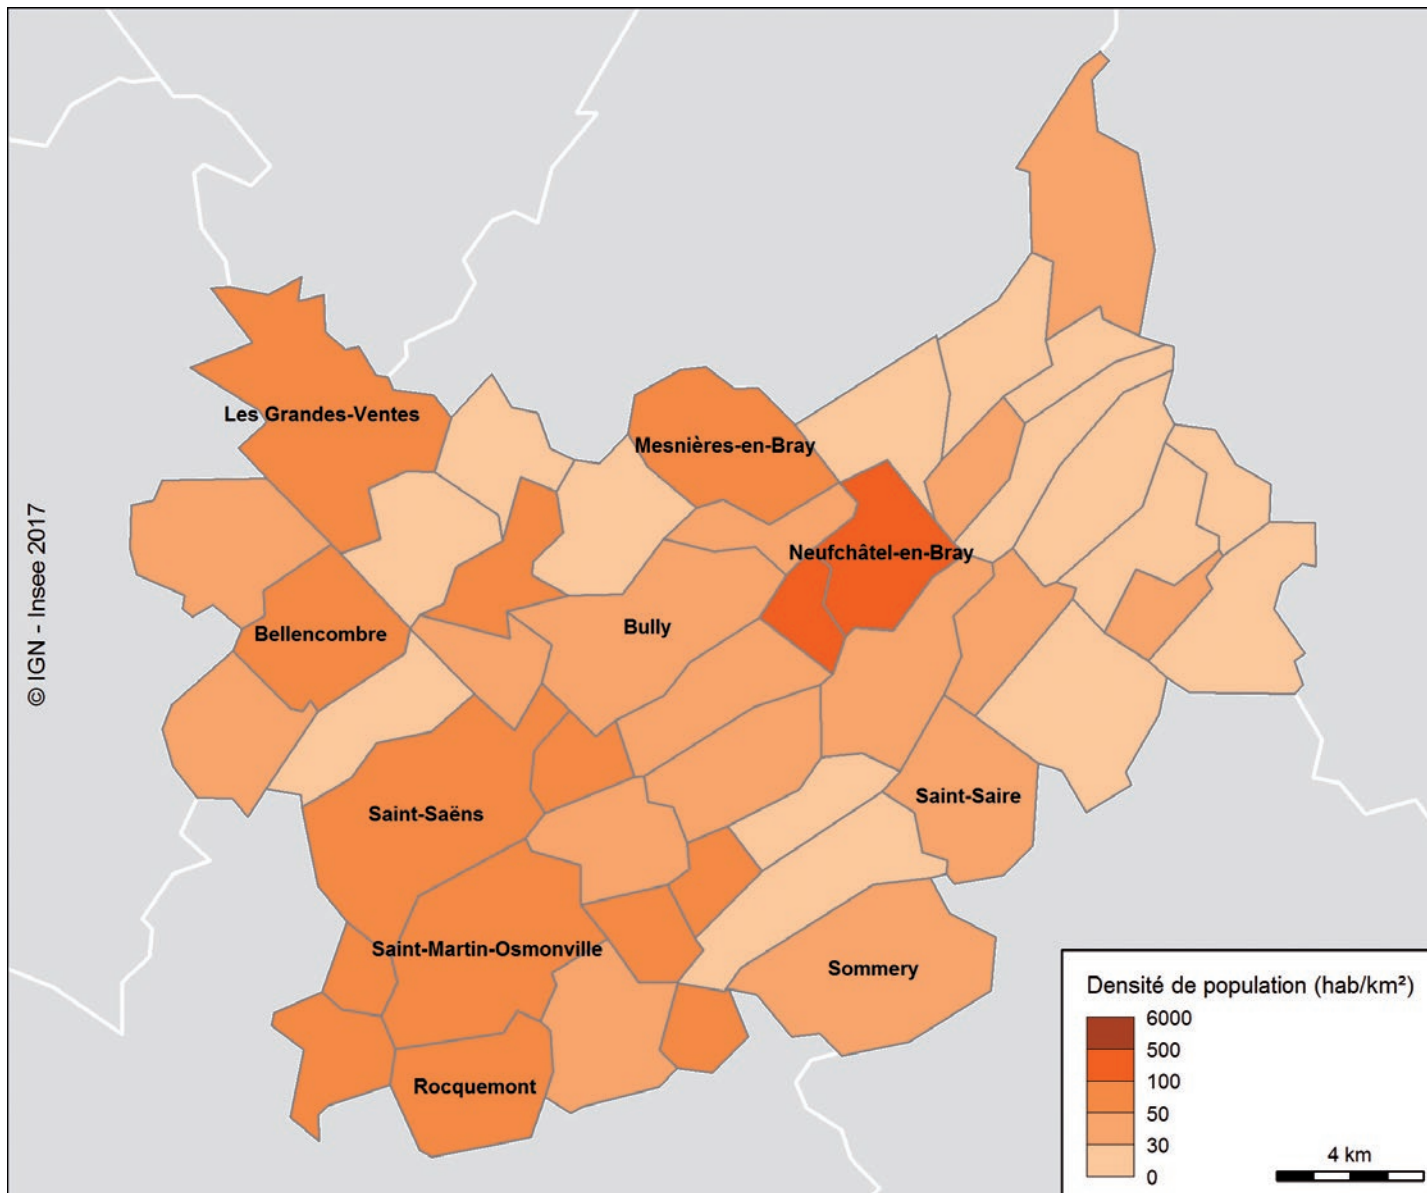 Les Grandes-Ventes
Mesnières-en-Bray
Neufchâtel-en-Bray
Bellencombre
Bully
© IGN - Insee 2017
Saint-Saire
Saint-Saëns
Saint-Martin-Osmonville
Sommery
Rocquemont
Densité de population (hab/km²)
6000
500
100
50
30
0
4 km